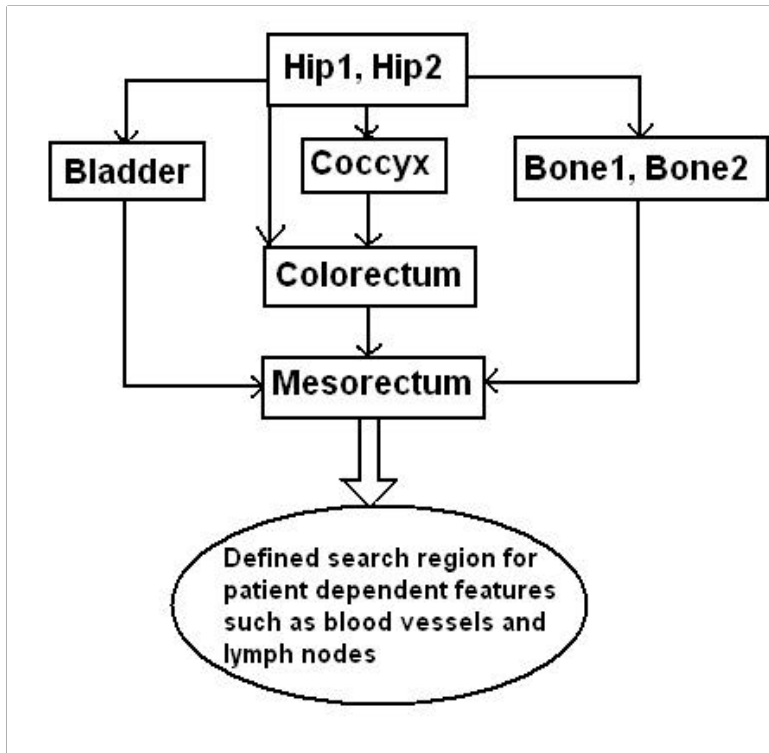 Hip1, Hip2
Bladder
Coccyx
Bone1, Bone2
Colorectum
Mesorectum
Defined search region for
patient dependent features
such as blood vessels and
lymph nodes